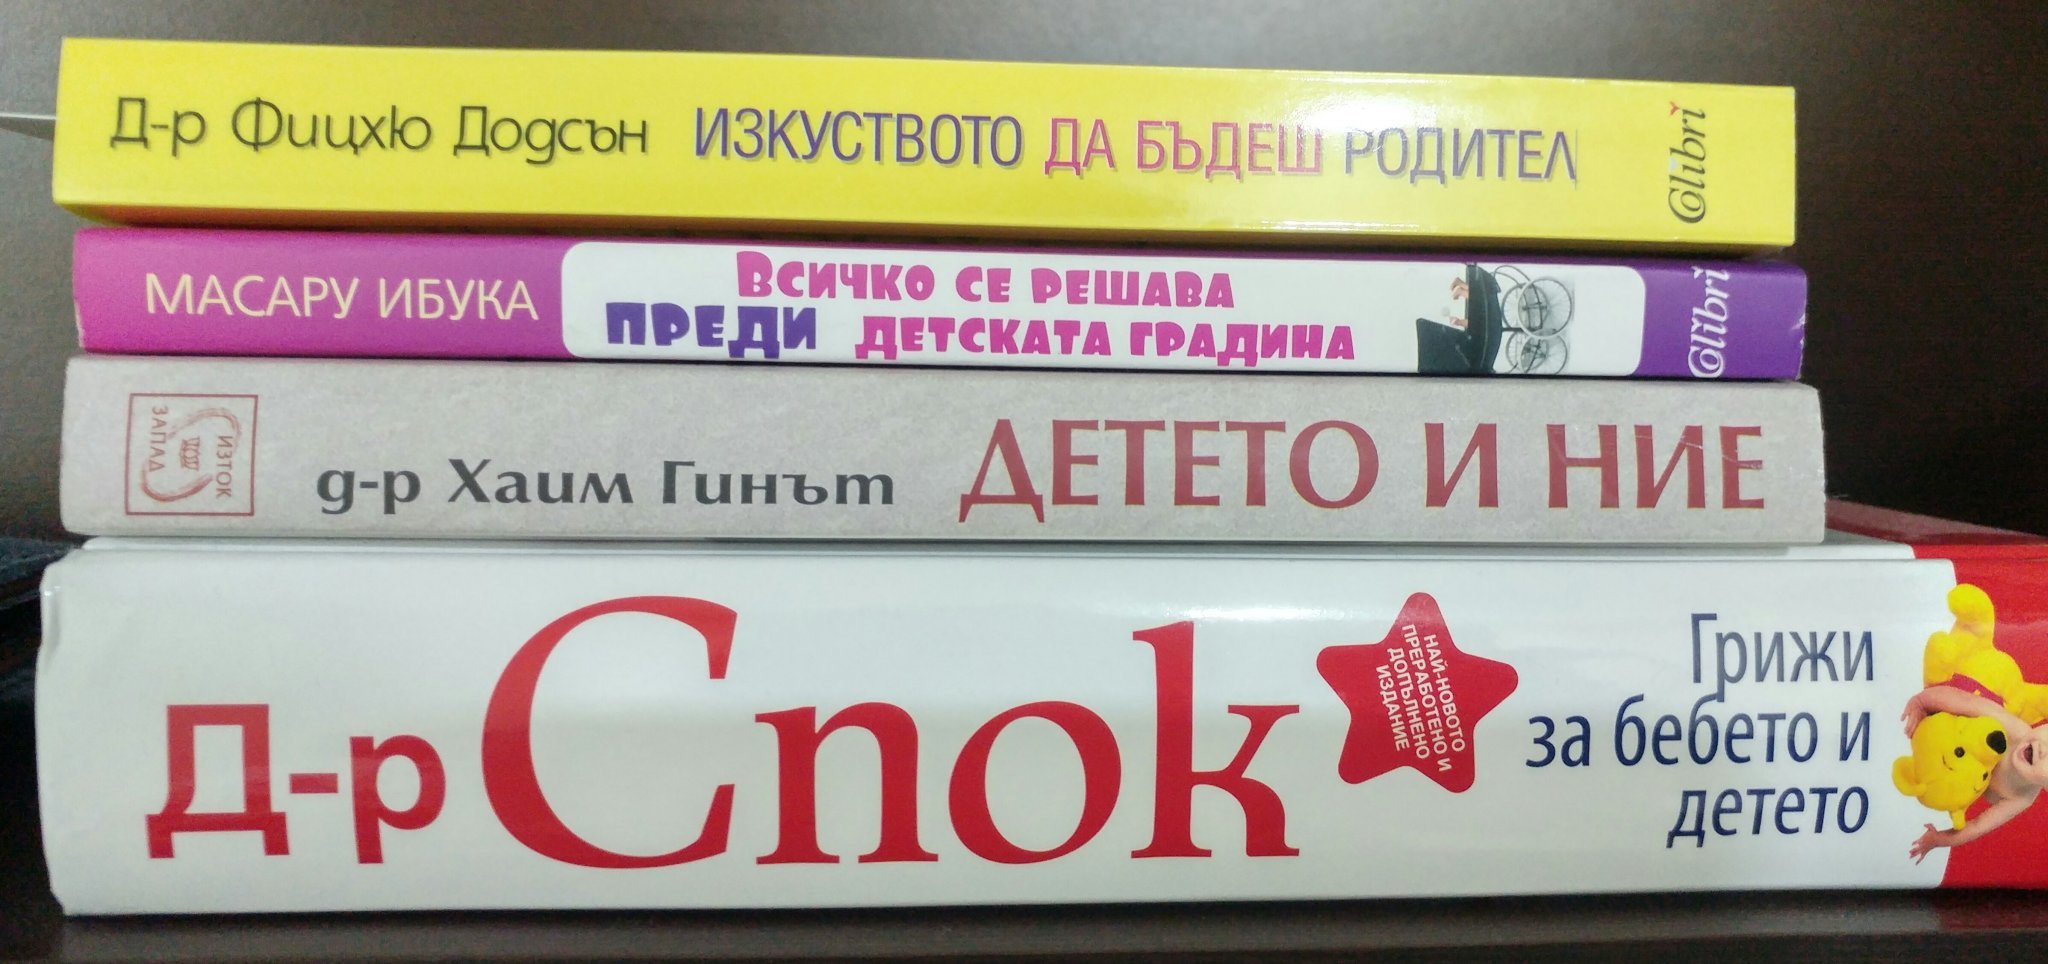 Д-р Фицхю Додсън ИЗКУСТВОТО ДА БЪДЕШ РОДИТЕЛ Colibri
МАСАРУ ИБУКА
ВСИЧКО СЕ РЕШАВА
ПРЕДИ ДЕТСКАТА ГРАДИНА
Colibri
ИЗТОК
ЗАПАД
д-р Хаим Гинът ДЕТЕТО И НИЕ
Д-р Спок
НАЙ-НОВОТО
ПРЕРАБОТЕНО И
ДОПЪЛНЕНО
ИЗДАНИЕ
Грижи
за бебето и
детето